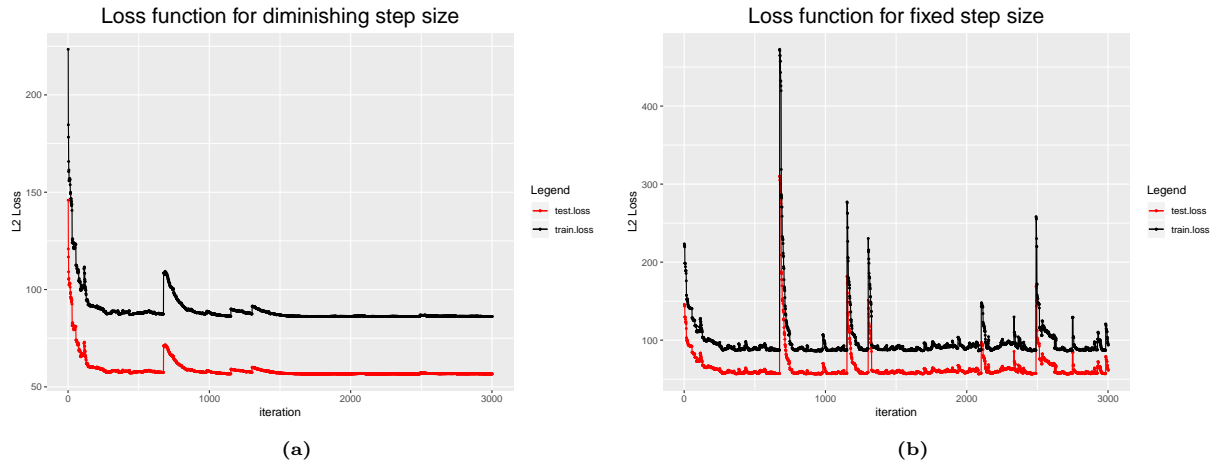 Loss function for diminishing step size
200
150
100
50
L2 Loss
0
1000
2000
3000
iteration
Legend
test.loss
train.loss
(a)
Loss function for fixed step size
400
300
200
100
L2 Loss
0
1000
2000
3000
iteration
Legend
test.loss
train.loss
(b)